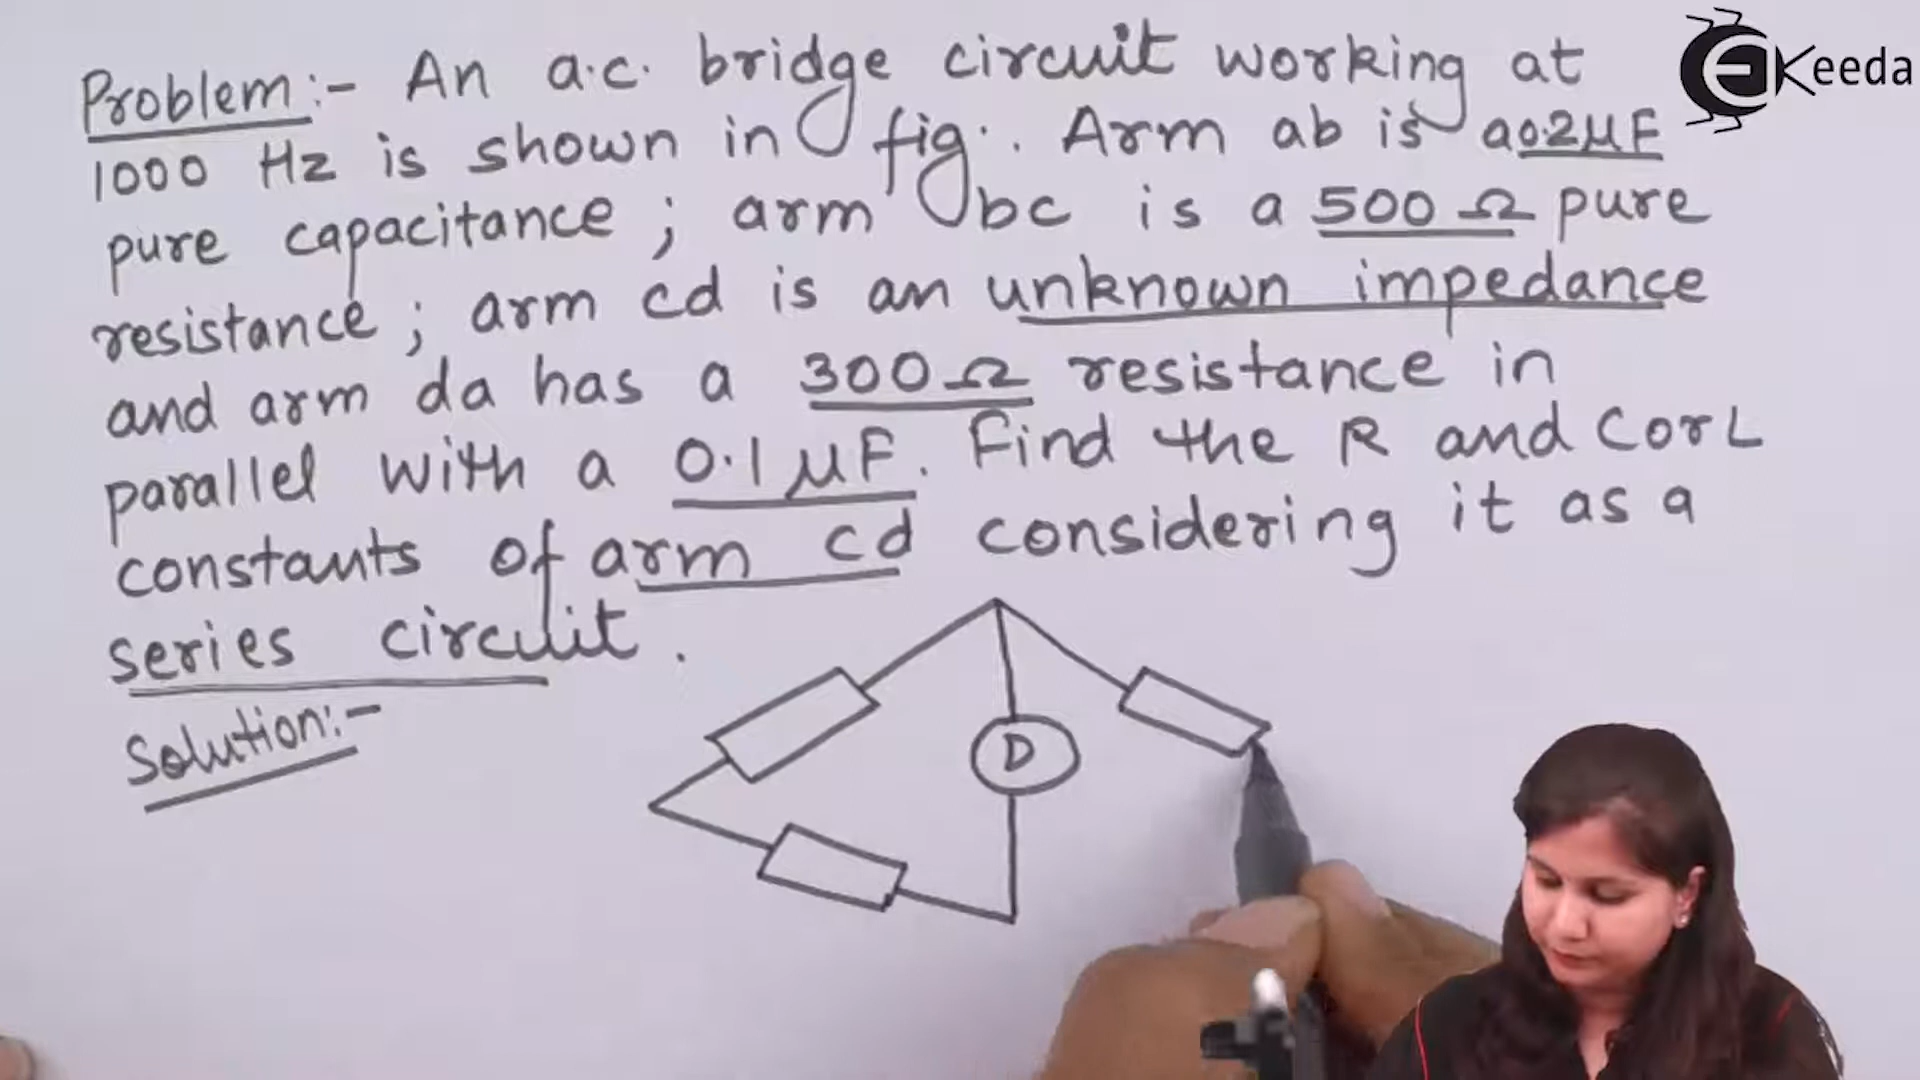 Problem:- An a.c. bridge circuit working at
1000 Hz is shown in fig. Arm ab is a 0.2μF
pure capacitance ; arm bc is a 500 Ω pure
resistance ; arm cd is an unknown impedance
and arm da has a 300Ω resistance in
parallel with a 0.1 μF. Find the R and C or L
constants of arm cd considering it as a
series circuit.
Solution:-
D
EKeeda